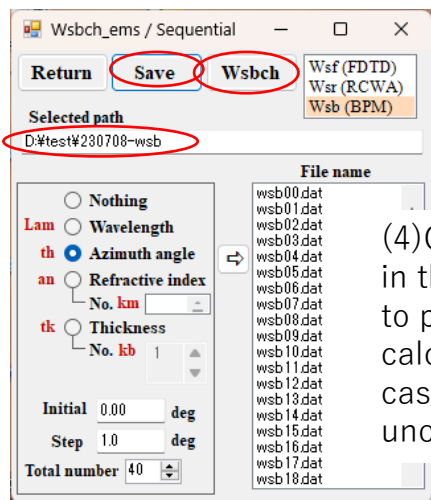 Wsbch_ems / Sequential
Return Save Wsbch
Wsf (FDTD)
Wsr (RCWA)
Wsb (BPM)
Selected path
D:¥test¥230708-wsb
File name
Nothing
Lam Wavelength
th Azimuth angle
an Refractive index
No. km
tk Thickness
No. kb 1
Initial 0.00 deg
Step 1.0 deg
Total number 40
wsb00.dat
wsb01.dat
wsb02.dat
wsb03.dat
wsb04.dat
wsb05.dat
wsb06.dat
wsb07.dat
wsb08.dat
wsb09.dat
wsb10.dat
wsb11.dat
wsb12.dat
wsb13.dat
wsb14.dat
wsb15.dat
wsb16.dat
wsb17.dat
wsb18.dat
(4)
in
to
calc
cas